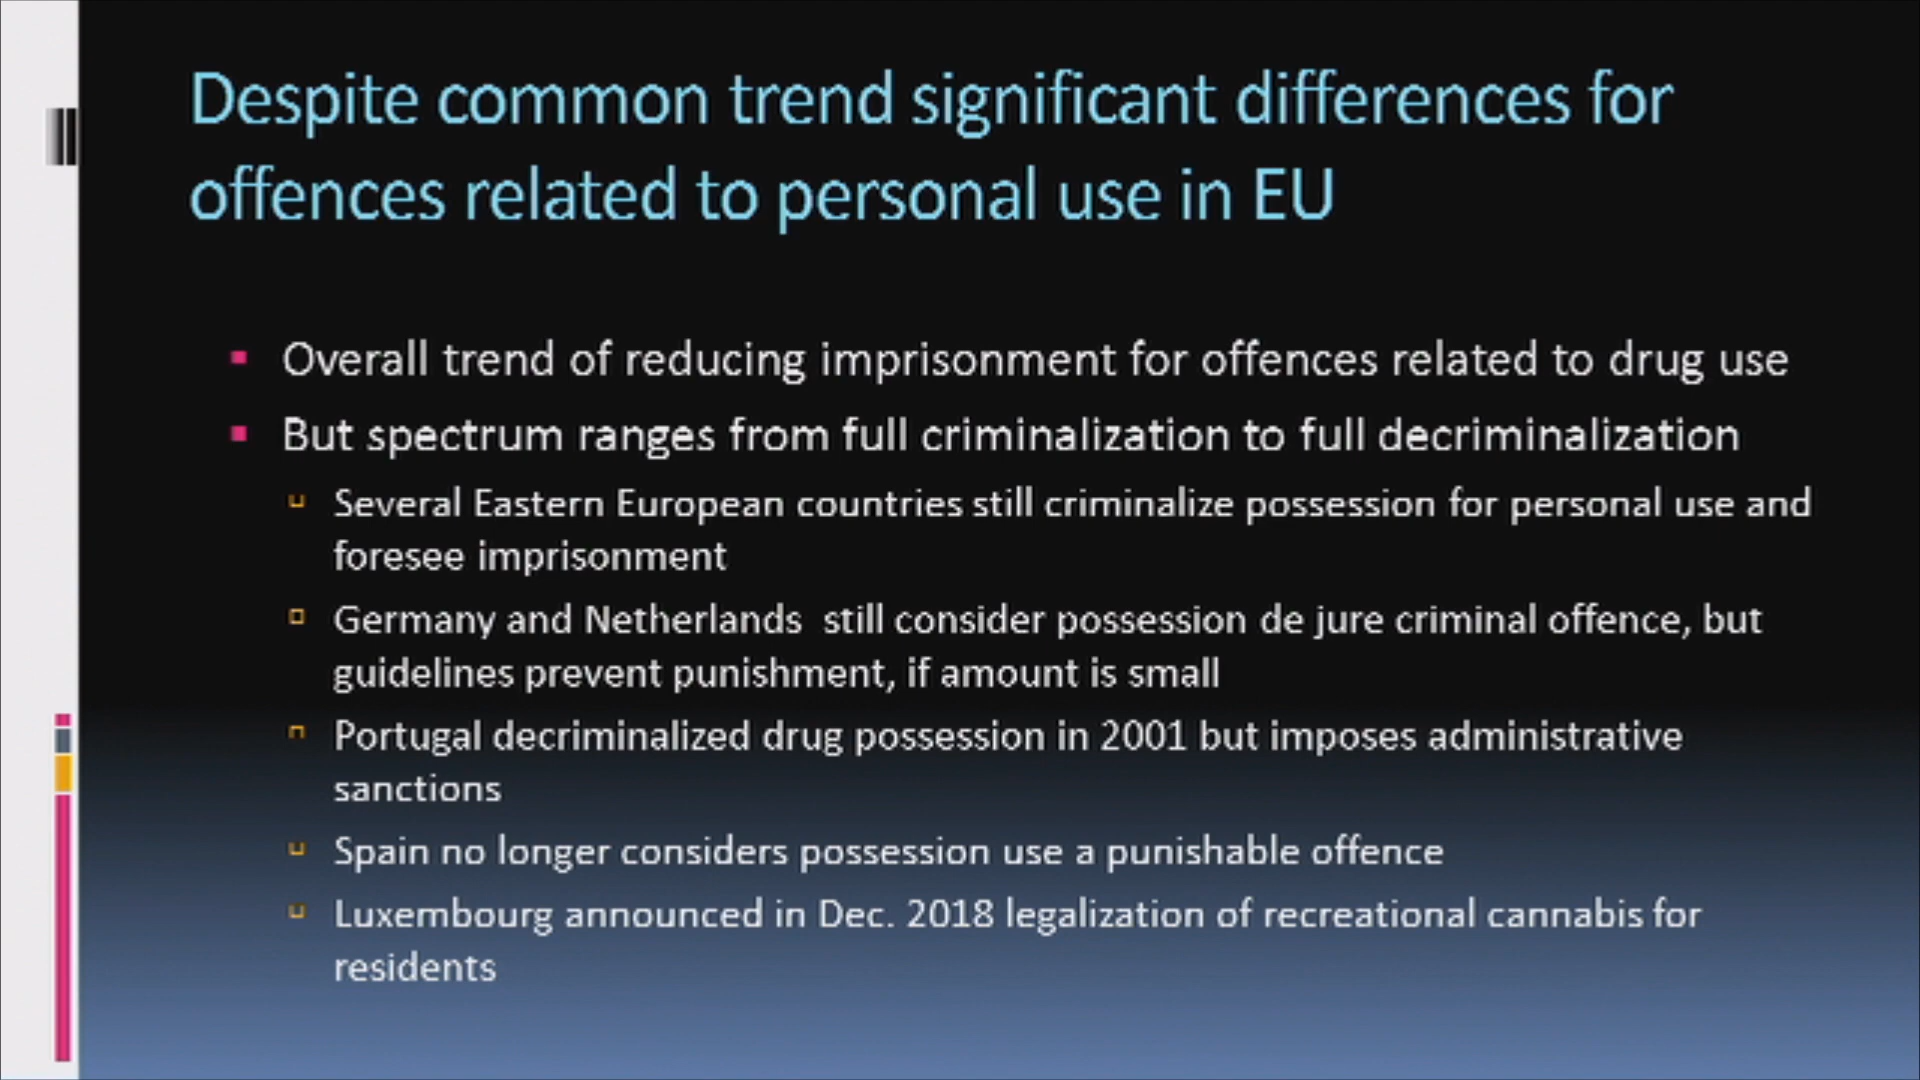 Despite common trend significant differences for
offences related to personal use in EU
Overall trend of reducing imprisonment for offences related to drug use
But spectrum ranges from full criminalization to full decriminalization
Several Eastern European countries still criminalize possession for personal use and
foresee imprisonment
Germany and Netherlands still consider possession de jure criminal offence, but
guidelines prevent punishment, if amount is small
Portugal decriminalized drug possession in 2001 but imposes administrative
sanctions
Spain no longer considers possession use a punishable offence
Luxembourg announced in Dec. 2018 legalization of recreational cannabis for
residents